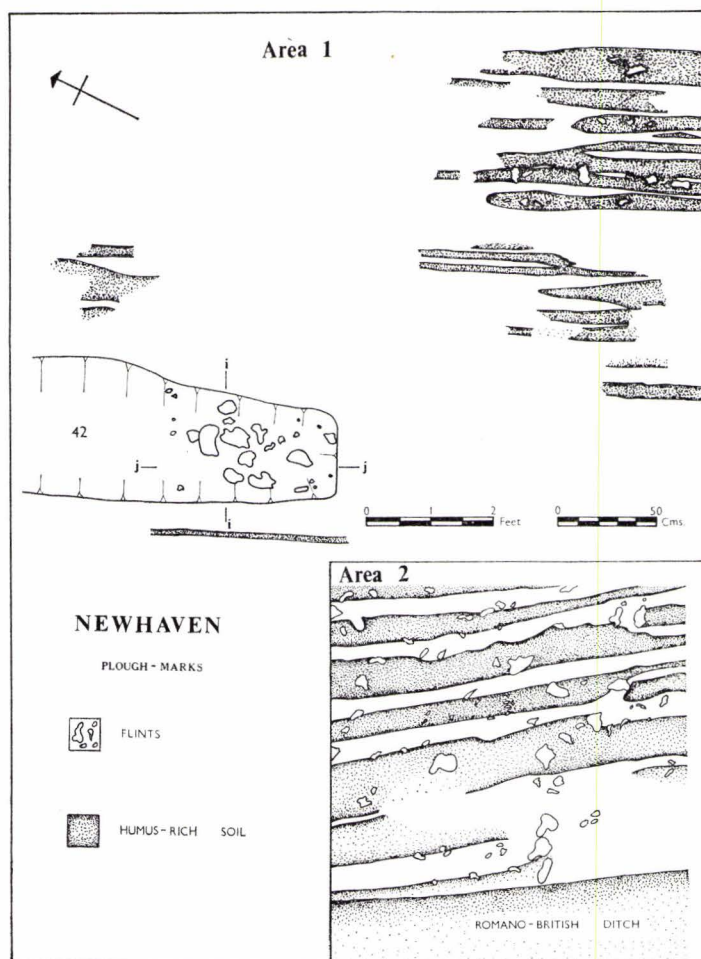 Area 1
i
42
j
j
i
0 1 2
Feet
0 50
Cms.
Area 2
NEWHAVEN
PLOUGH-MARKS
FLINTS
HUMUS-RICH SOIL
ROMANO-BRITISH DITCH